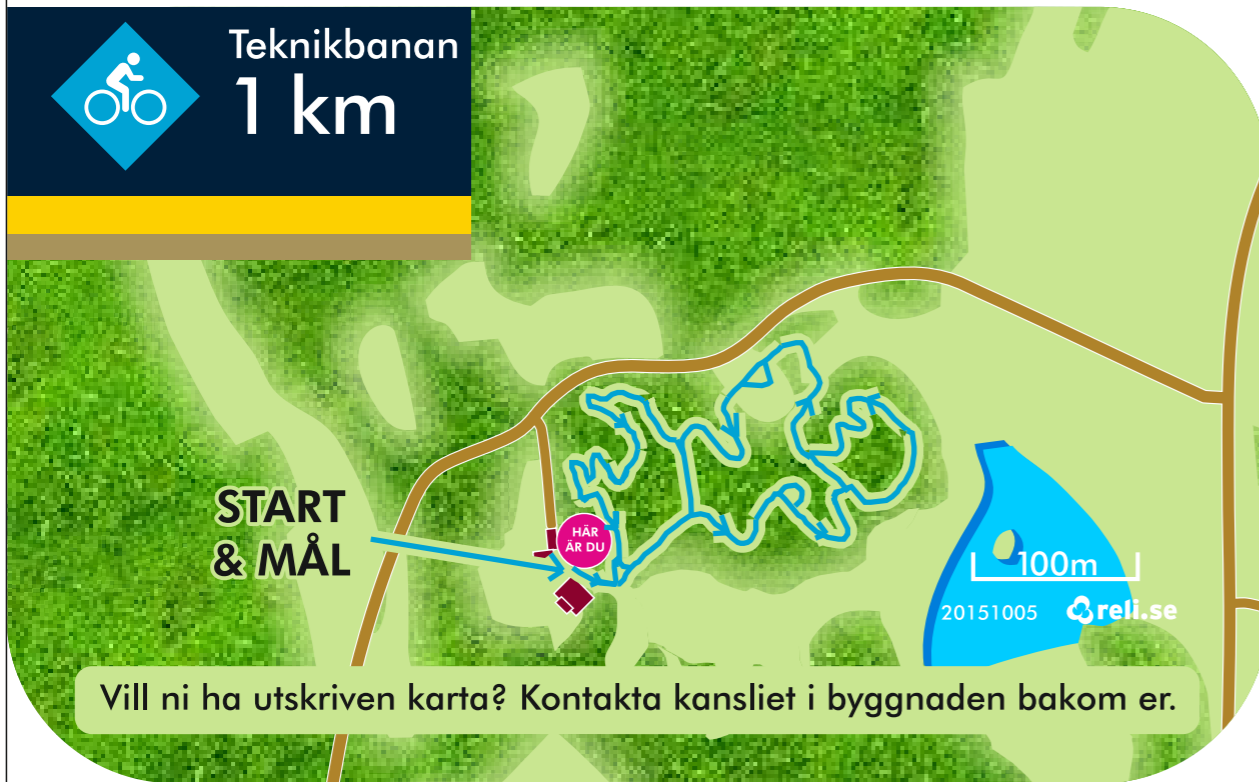 Teknikbanan
1 km
START
& MÅL
HÄR
ÄR DU
100m
20151005 reli.se
Vill ni ha utskriven karta? Kontakta kansliet i byggnaden bakom er.